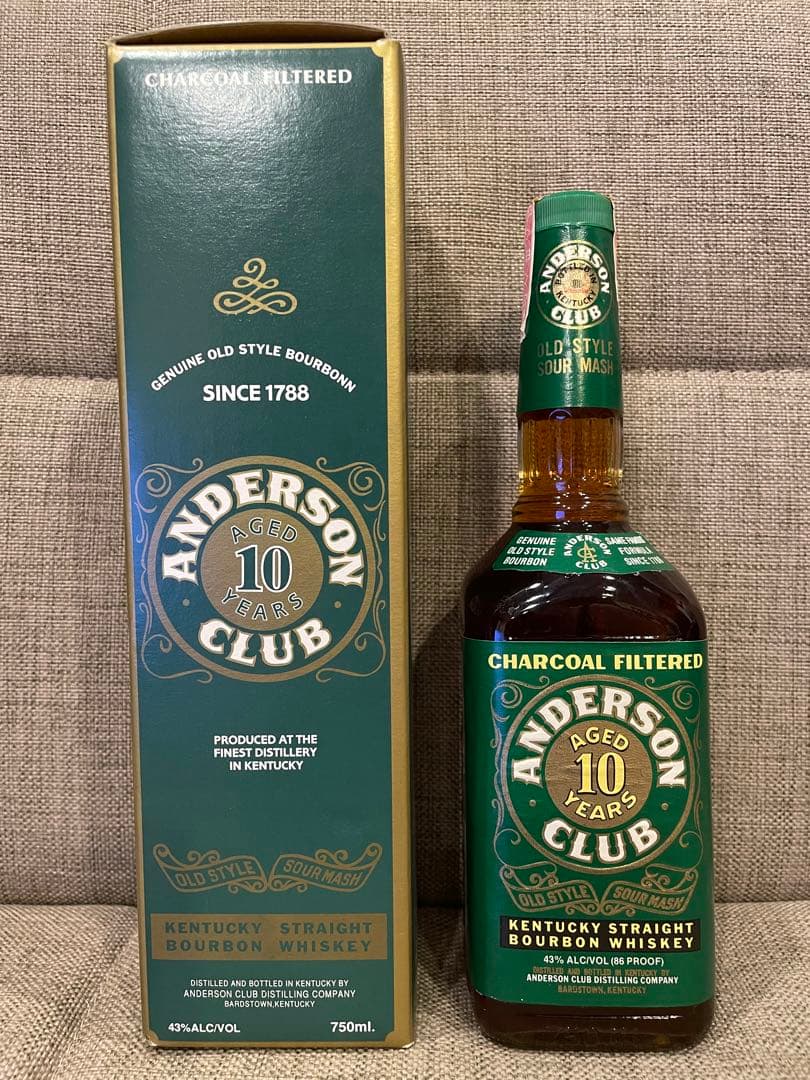 CHARCOAL FILTERED
GENUINE OLD STYLE BOURBONN
SINCE 1788
ANDERSON
AGED
10
YEARS
CLUB
PRODUCED AT THE
FINEST DISTILLERY
IN KENTUCKY
OLD STYLE SOUR MASH
KENTUCKY STRAIGHT
BOURBON WHISKEY
DISTILLED AND BOTTLED IN KENTUCKY BY
ANDERSON CLUB DISTILLING COMPANY
BARDSTOWN, KENTUCKY
43%ALC/VOL 750ml.
ANDERSON
BOTTLED IN
KENTUCKY
CLUB
OLD STYLE
SOUR MASH
GENUINE
OLD STYLE
BOURBON
ANDERSON
CLUB
SAME FAMOUS
FORMULA
SINCE 1788
CHARCOAL FILTERED
ANDERSON
AGED
10
YEARS
CLUB
OLD STYLE SOUR MASH
KENTUCKY STRAIGHT
BOURBON WHISKEY
43% ALC/VOL (86 PROOF)
DISTILLED AND BOTTLED IN KENTUCKY BY
ANDERSON CLUB DISTILLING COMPANY
BARDSTOWN, KENTUCKY